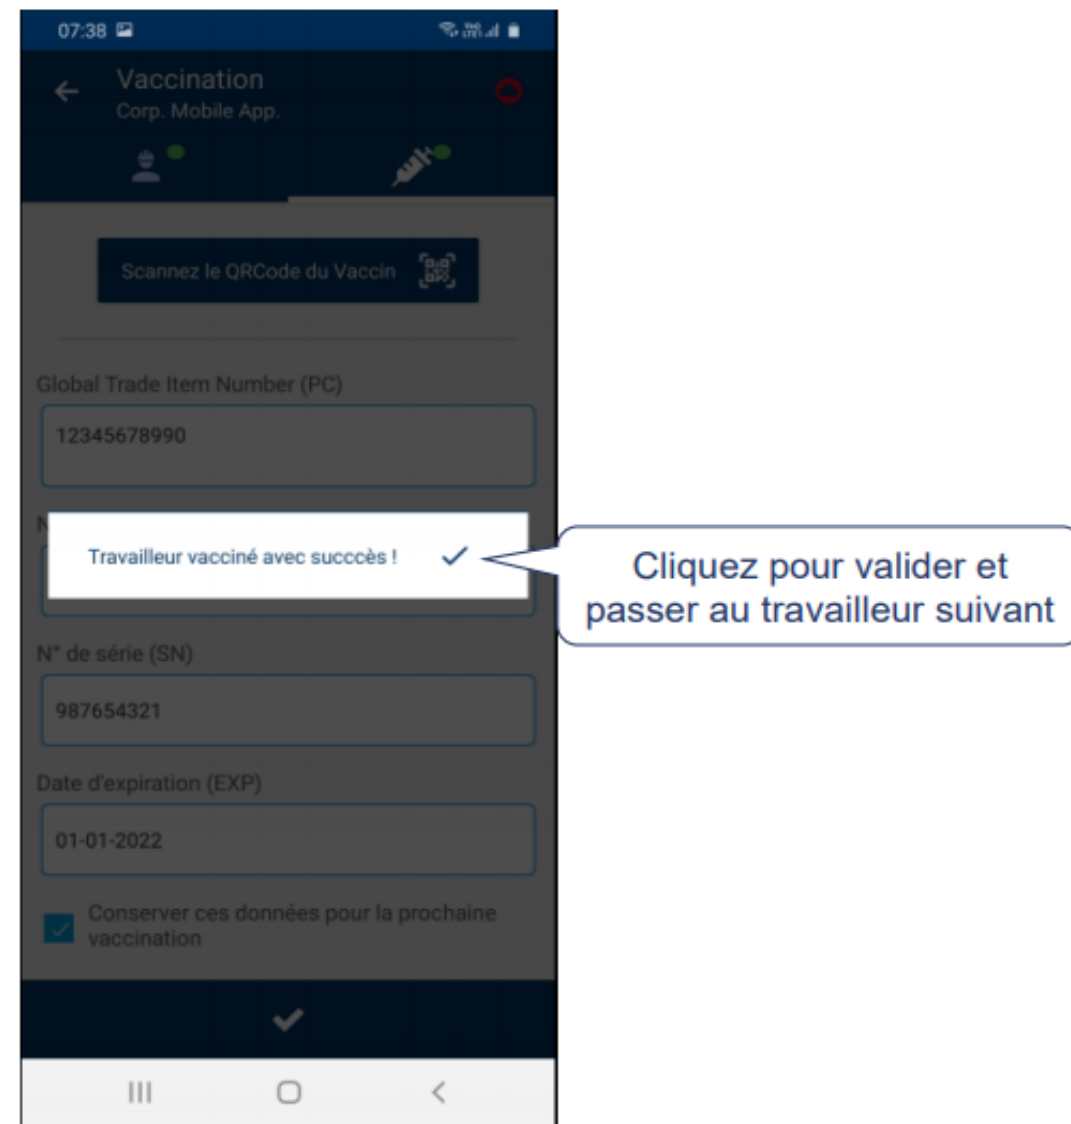 07:38
Vaccination
Corp. Mobile App.
Scannez le QRCode du Vaccin
Global Trade Item Number (PC)
12345678990
N
Travailleur vacciné avec succcès !
Cliquez pour valider et
passer au travailleur suivant
N° de série (SN)
987654321
Date d'expiration (EXP)
01-01-2022
Conserver ces données pour la prochaine
vaccination